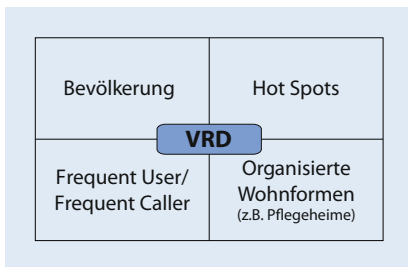 Bevölkerung
Hot Spots
VRD
Frequent User/
Frequent Caller
Organisierte
Wohnformen
(z.B. Pflegeheime)